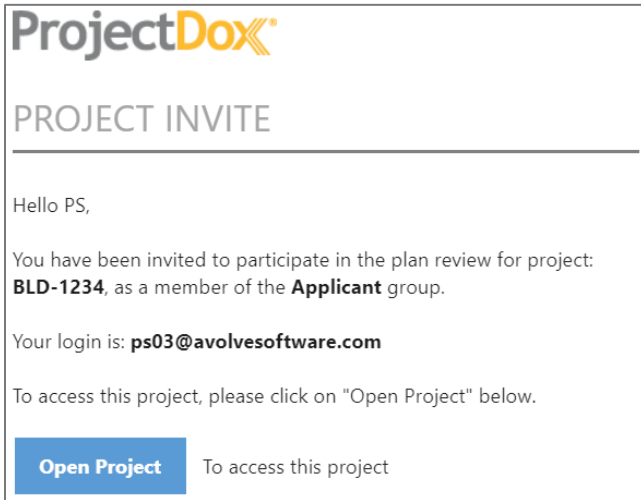 ProjectDox®
PROJECT INVITE
Hello PS,
You have been invited to participate in the plan review for project:
BLD-1234, as a member of the Applicant group.
Your login is: ps03@avolvesoftware.com
To access this project, please click on "Open Project" below.
Open Project To access this project